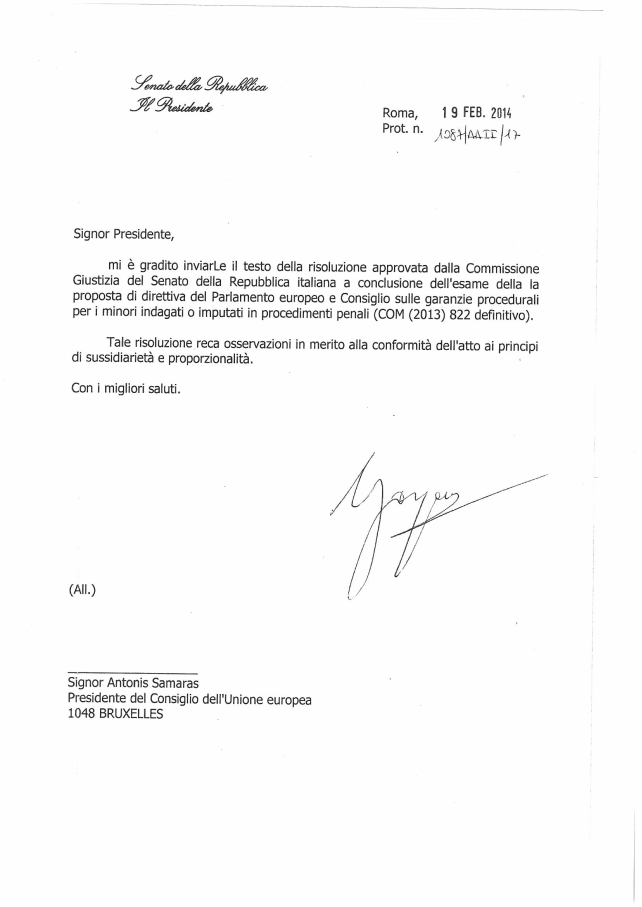 Senato della Repubblica
Il Presidente
Roma, 19 FEB. 2014
Prot. n. 1087/AAII/17
Signor Presidente,
mi è gradito inviarLe il testo della risoluzione approvata dalla Commissione
Giustizia del Senato della Repubblica italiana a conclusione dell'esame della la
proposta di direttiva del Parlamento europeo e Consiglio sulle garanzie procedurali
per i minori indagati o imputati in procedimenti penali (COM (2013) 822 definitivo).
Tale risoluzione reca osservazioni in merito alla conformità dell'atto ai principi
di sussidiarietà e proporzionalità.
Con i migliori saluti.
(All.)
Signor Antonis Samaras
Presidente del Consiglio dell'Unione europea
1048 BRUXELLES